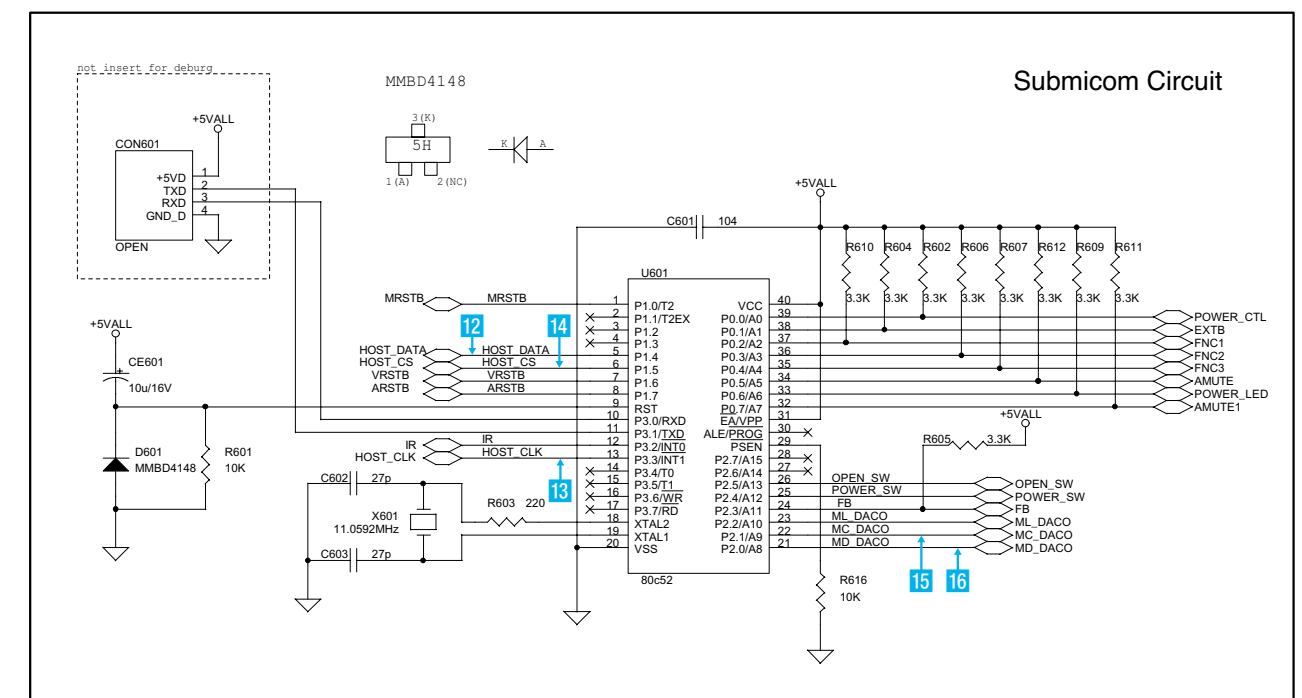 Submicom Circuit
not insert for deburg
MMBD4148
3(K)
5H
1(A)
2(NC)
K
A
+5VALL
CON601
+5VD
1
TXD
2
RXD
3
GND_D
4
OPEN
+5VALL
C601
104
R610
R604
R602
R606
R607
R612
R609
R611
3.3K
3.3K
3.3K
3.3K
3.3K
3.3K
3.3K
3.3K
U601
MRSTB
MRSTB
1
P1.0/T2
2
P1.1/T2EX
3
P1.2
4
P1.3
12
14
HOST_DATA
HOST_DATA
5
P1.4
HOST_CS
HOST_CS
6
P1.5
VRSTB
VRSTB
7
P1.6
ARSTB
ARSTB
8
P1.7
9
RST
10
P3.0/RXD
11
P3.1/TXD
IR
IR
12
P3.2/INT0
HOST_CLK
HOST_CLK
13
P3.3/INT1
13
14
P3.4/T0
15
P3.5/T1
16
P3.6/WR
17
P3.7/RD
18
XTAL2
19
XTAL1
20
VSS
80c52
VCC
40
P0.0/A0
39
POWER_CTL
P0.1/A1
38
EXTB
P0.2/A2
37
FNC1
P0.3/A3
36
FNC2
P0.4/A4
35
FNC3
P0.5/A5
34
AMUTE
P0.6/A6
33
POWER_LED
P0.7/A7
32
AMUTE1
EA/VPP
31
ALE/PROG
30
PSEN
29
P2.7/A15
28
P2.6/A14
27
P2.5/A13
26
OPEN_SW
OPEN_SW
P2.4/A12
25
POWER_SW
POWER_SW
P2.3/A11
24
FB
FB
P2.2/A10
23
ML_DACO
ML_DACO
P2.1/A9
22
MC_DACO
MC_DACO
P2.0/A8
21
MD_DACO
MD_DACO
15
16
+5VALL
R605
3.3K
R616
10K
+5VALL
CE601
10u/16V
D601
MMBD4148
R601
10K
C602
27p
X601
11.0592MHz
R603
220
C603
27p